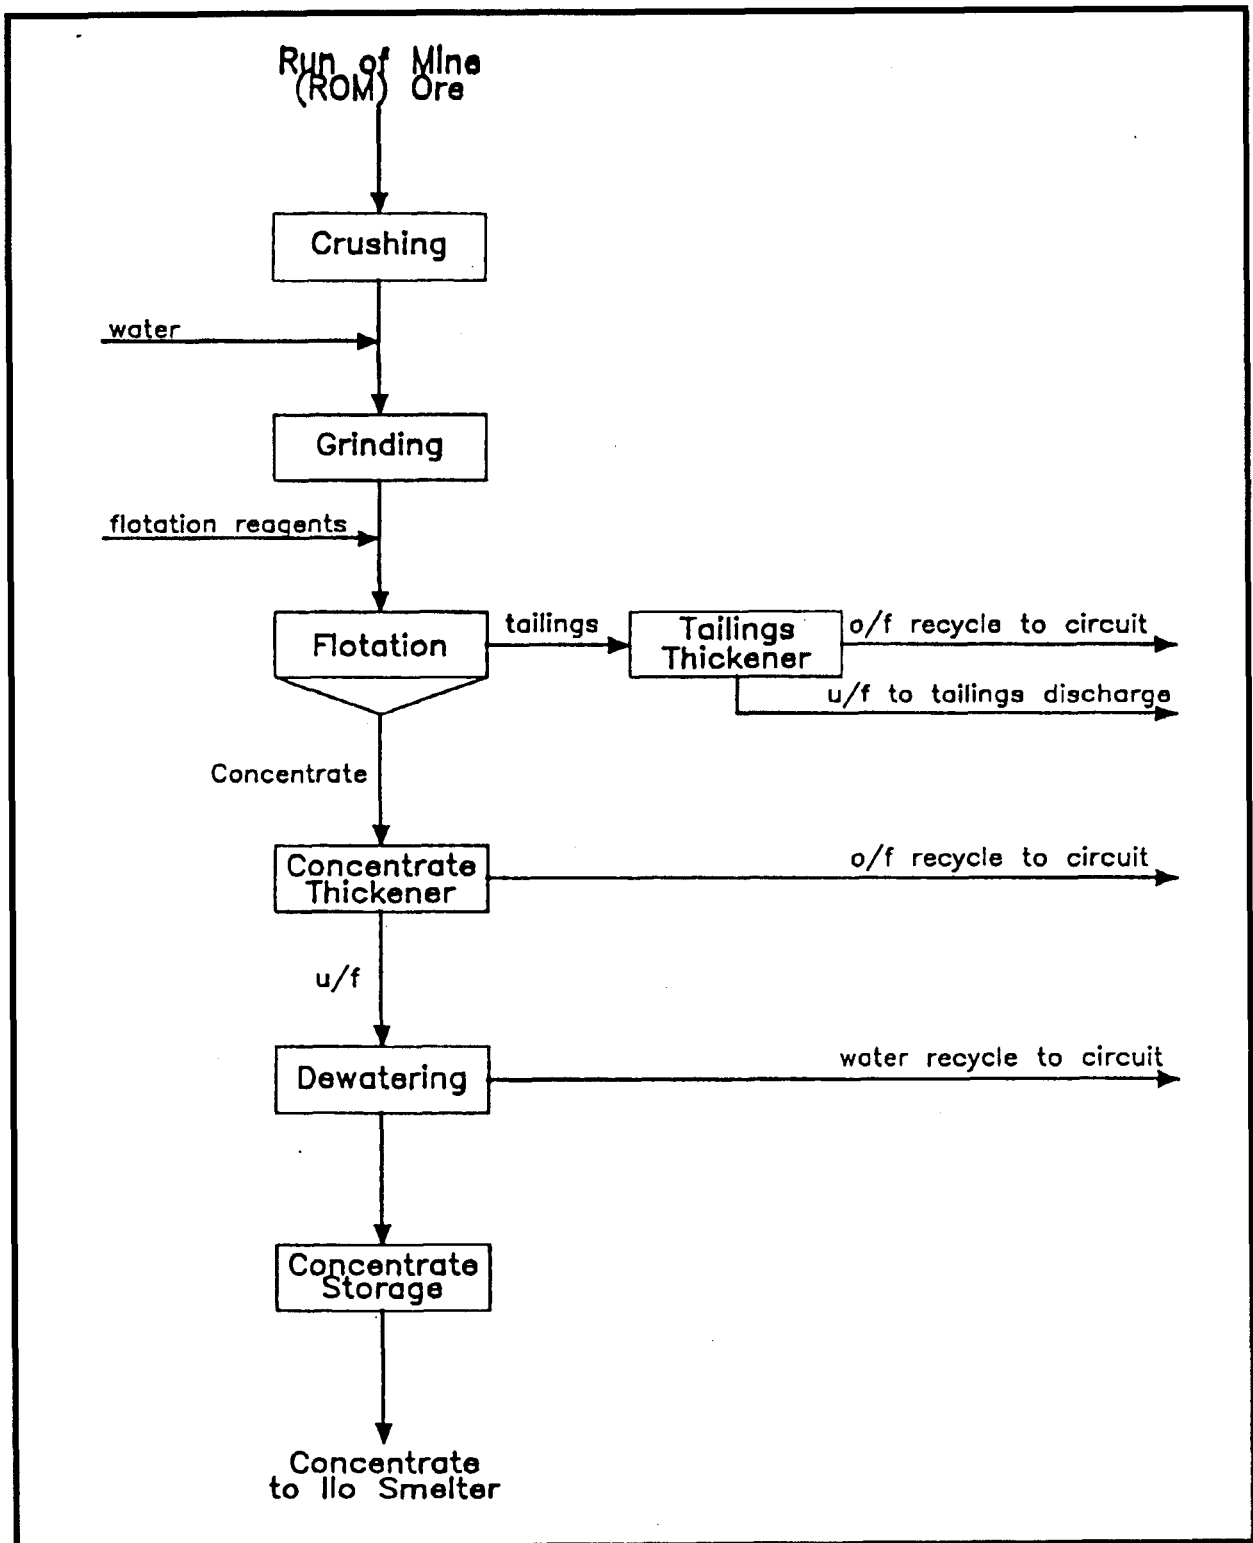 Run of Mine
(ROM) Ore
Crushing
water
Grinding
flotation reagents
Flotation
tailings
Tailings
Thickener
o/f recycle to circuit
u/f to tailings discharge
Concentrate
Concentrate
Thickener
o/f recycle to circuit
u/f
Dewatering
water recycle to circuit
Concentrate
Storage
Concentrate
to Ilo Smelter